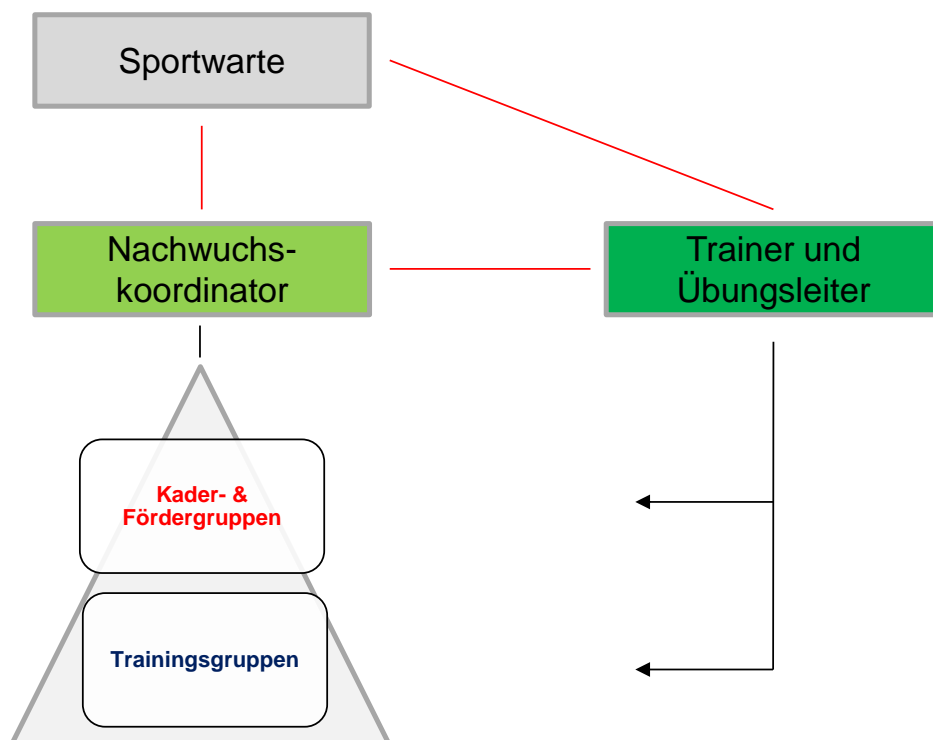 Sportwarte
Nachwuchs-
koordinator
Trainer und
Übungsleiter
Kader- &
Fördergruppen
Trainingsgruppen